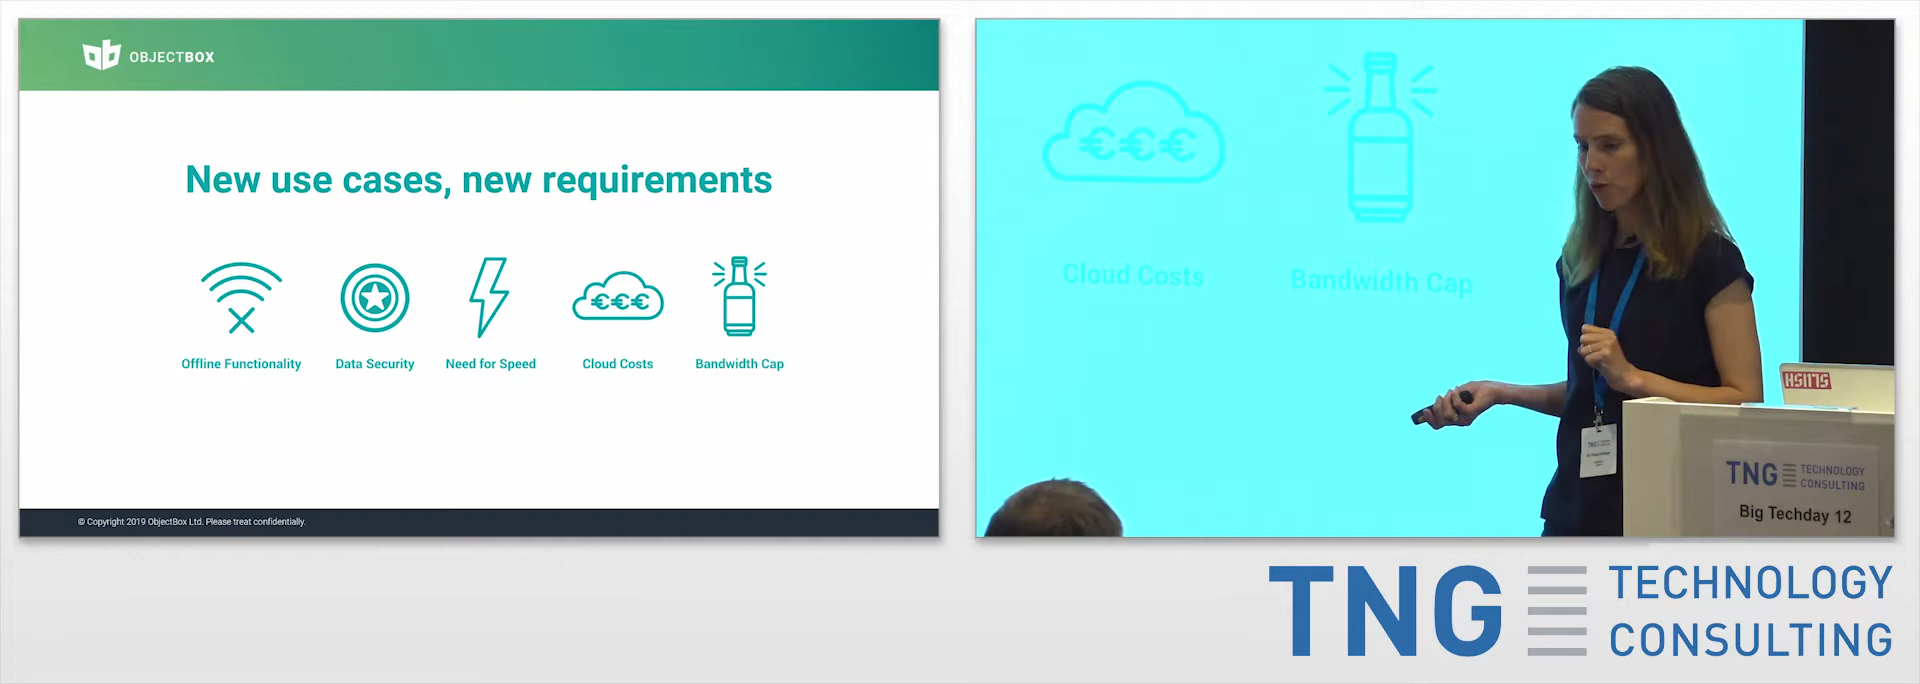 OBJECTBOX
New use cases, new requirements
€€€
Offline Functionality
Data Security
Need for Speed
Cloud Costs
Bandwidth Cap
© Copyright 2019 ObjectBox Ltd. Please treat confidentially.
€€€
Cloud Costs
Bandwidth Cap
TNG
TNG TECHNOLOGY
CONSULTING
Big Techday 12
TNG TECHNOLOGY
CONSULTING